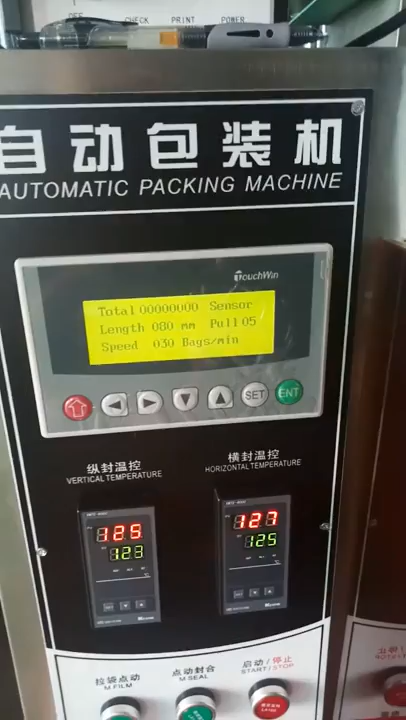 CHECK PRINT POWER
自动包装机
AUTOMATIC PACKING MACHINE
TouchWin
Total 00000000 Sensor
Length 080 mm Pull 05
Speed 030 Bags/min
SET ENT
纵封温控
VERTICAL TEMPERATURE
横封温控
HORIZONTAL TEMPERATURE
125
123
127
125
拉袋点动
M.FILM
点动封合
M SEAL
启动/停止
START/STOP